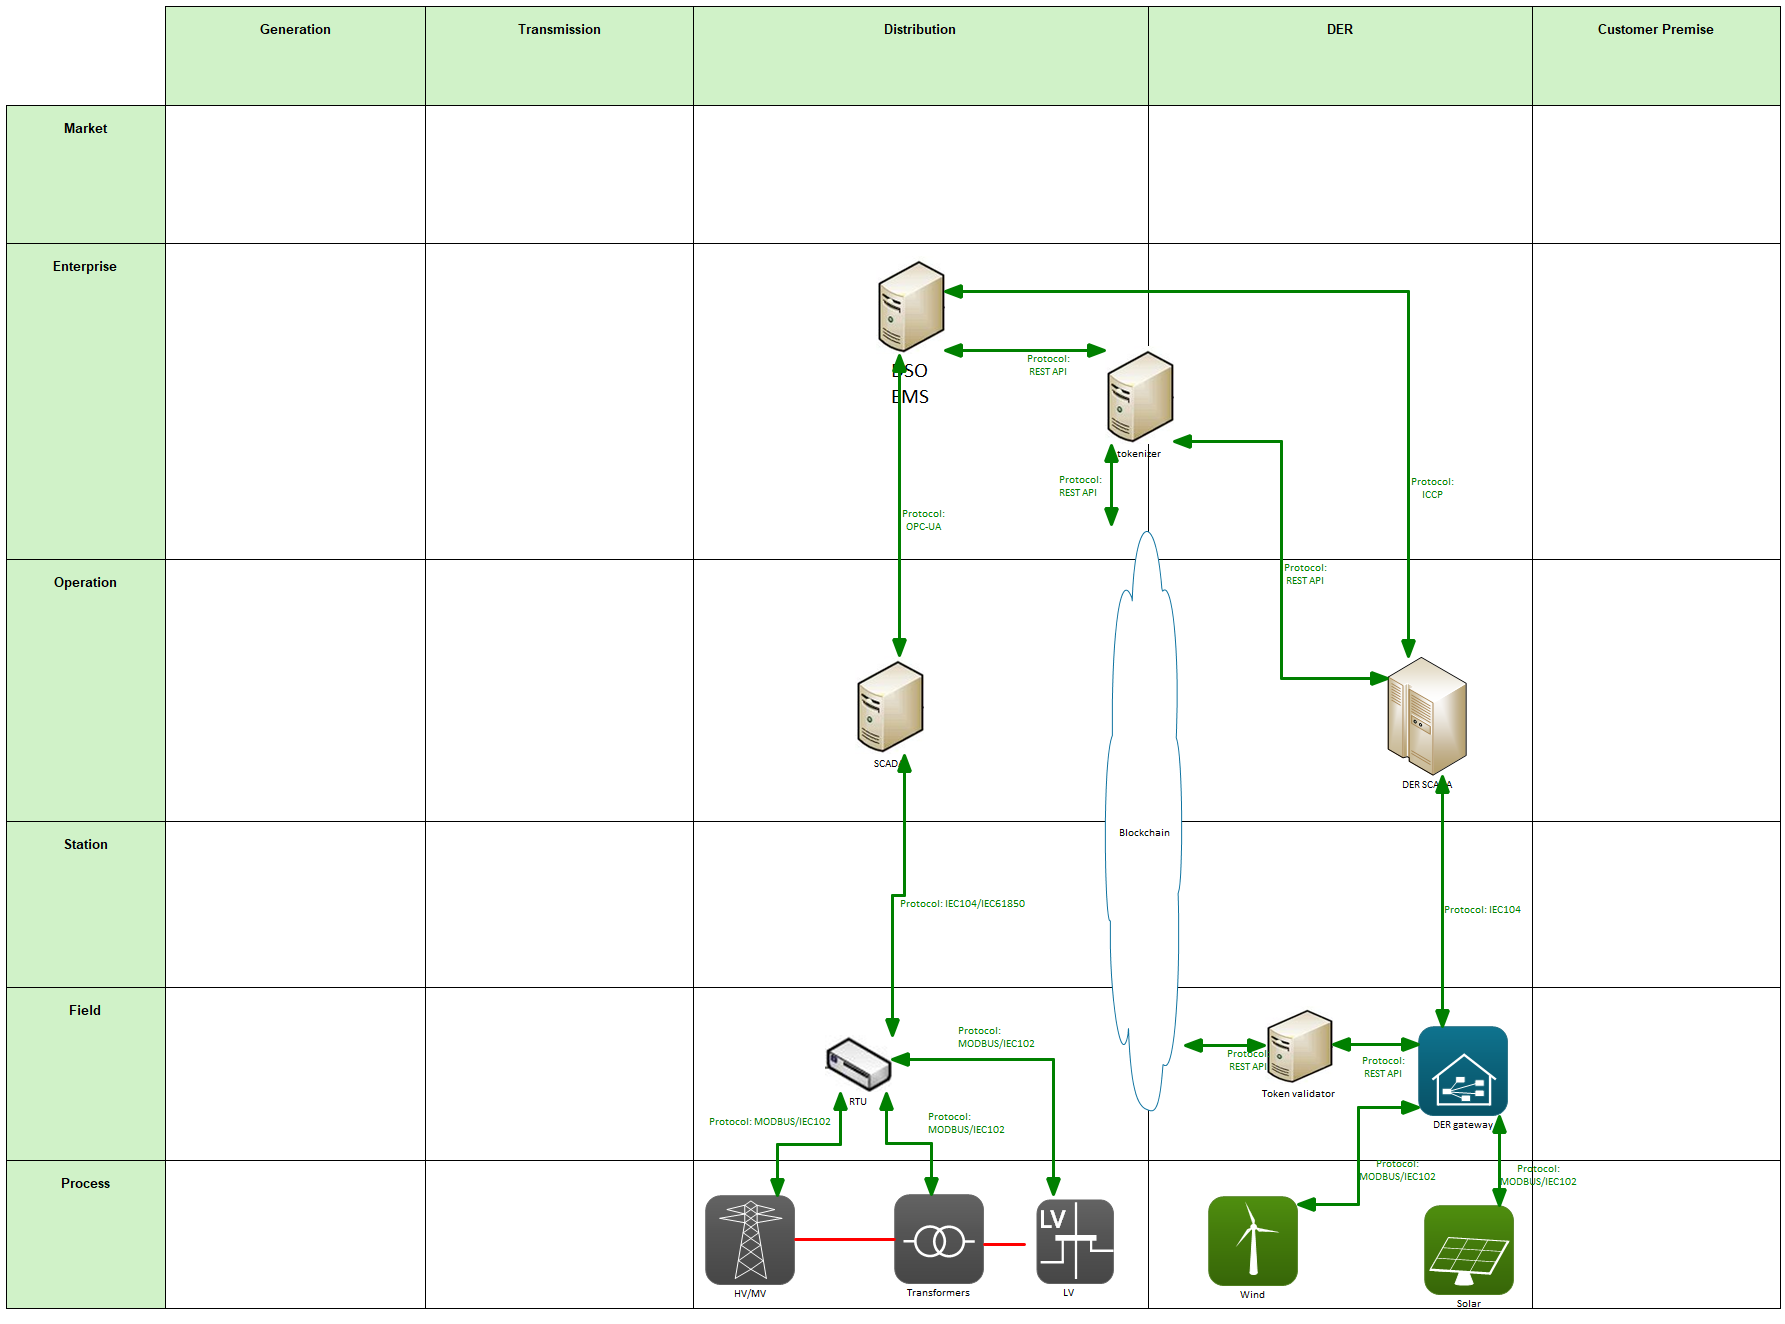 Generation
Transmission
Distribution
DER
Customer Premise
Market
Enterprise
EMS
Protocol:
REST API
tokenizer
Protocol:
REST API
Protocol:
ICCP
Protocol:
OPC-UA
Operation
Protocol:
REST API
SCAD
DER SCADA
Station
Blockchain
Protocol: IEC104/IEC61850
Protocol: IEC104
Field
Protocol:
MODBUS/IEC102
RTU
Protocol: MODBUS/IEC102
Protocol:
MODBUS/IEC102
Protocol:
REST API
Token validator
Protocol:
REST API
DER gateway
Process
Protocol:
MODBUS/IEC102
Protocol:
MODBUS/IEC102
LV
HV/MV
Transformers
LV
Wind
Solar